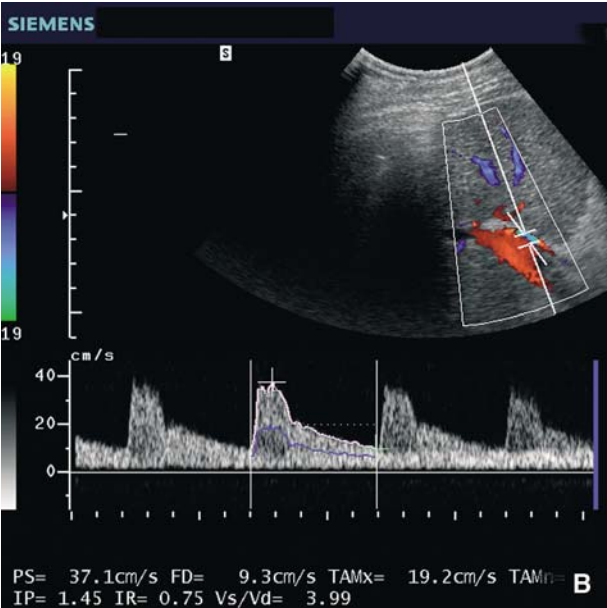 SIEMENS
S
19
19
cm/s
40
20
0
PS= 37.1cm/s FD= 9.3cm/s TAMx= 19.2cm/s
IP= 1.45 IR= 0.75 Vs/Vd= 3.99
B